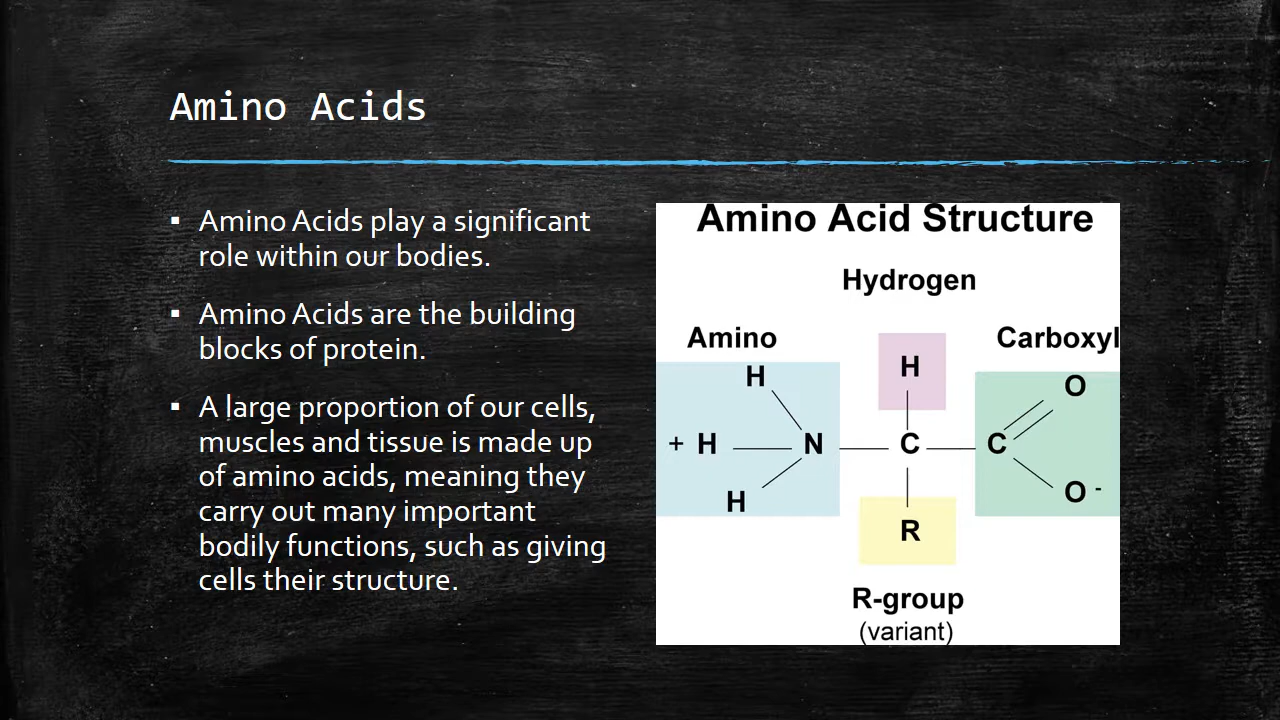 Amino Acids
▪ Amino Acids play a significant
role within our bodies.
▪ Amino Acids are the building
blocks of protein.
▪ A large proportion of our cells,
muscles and tissue is made up
of amino acids, meaning they
carry out many important
bodily functions, such as giving
cells their structure.
Amino Acid Structure
Hydrogen
Amino
Carboxyl
H
H
O
+ H
N
C
C
H
O -
R
R-group
(variant)